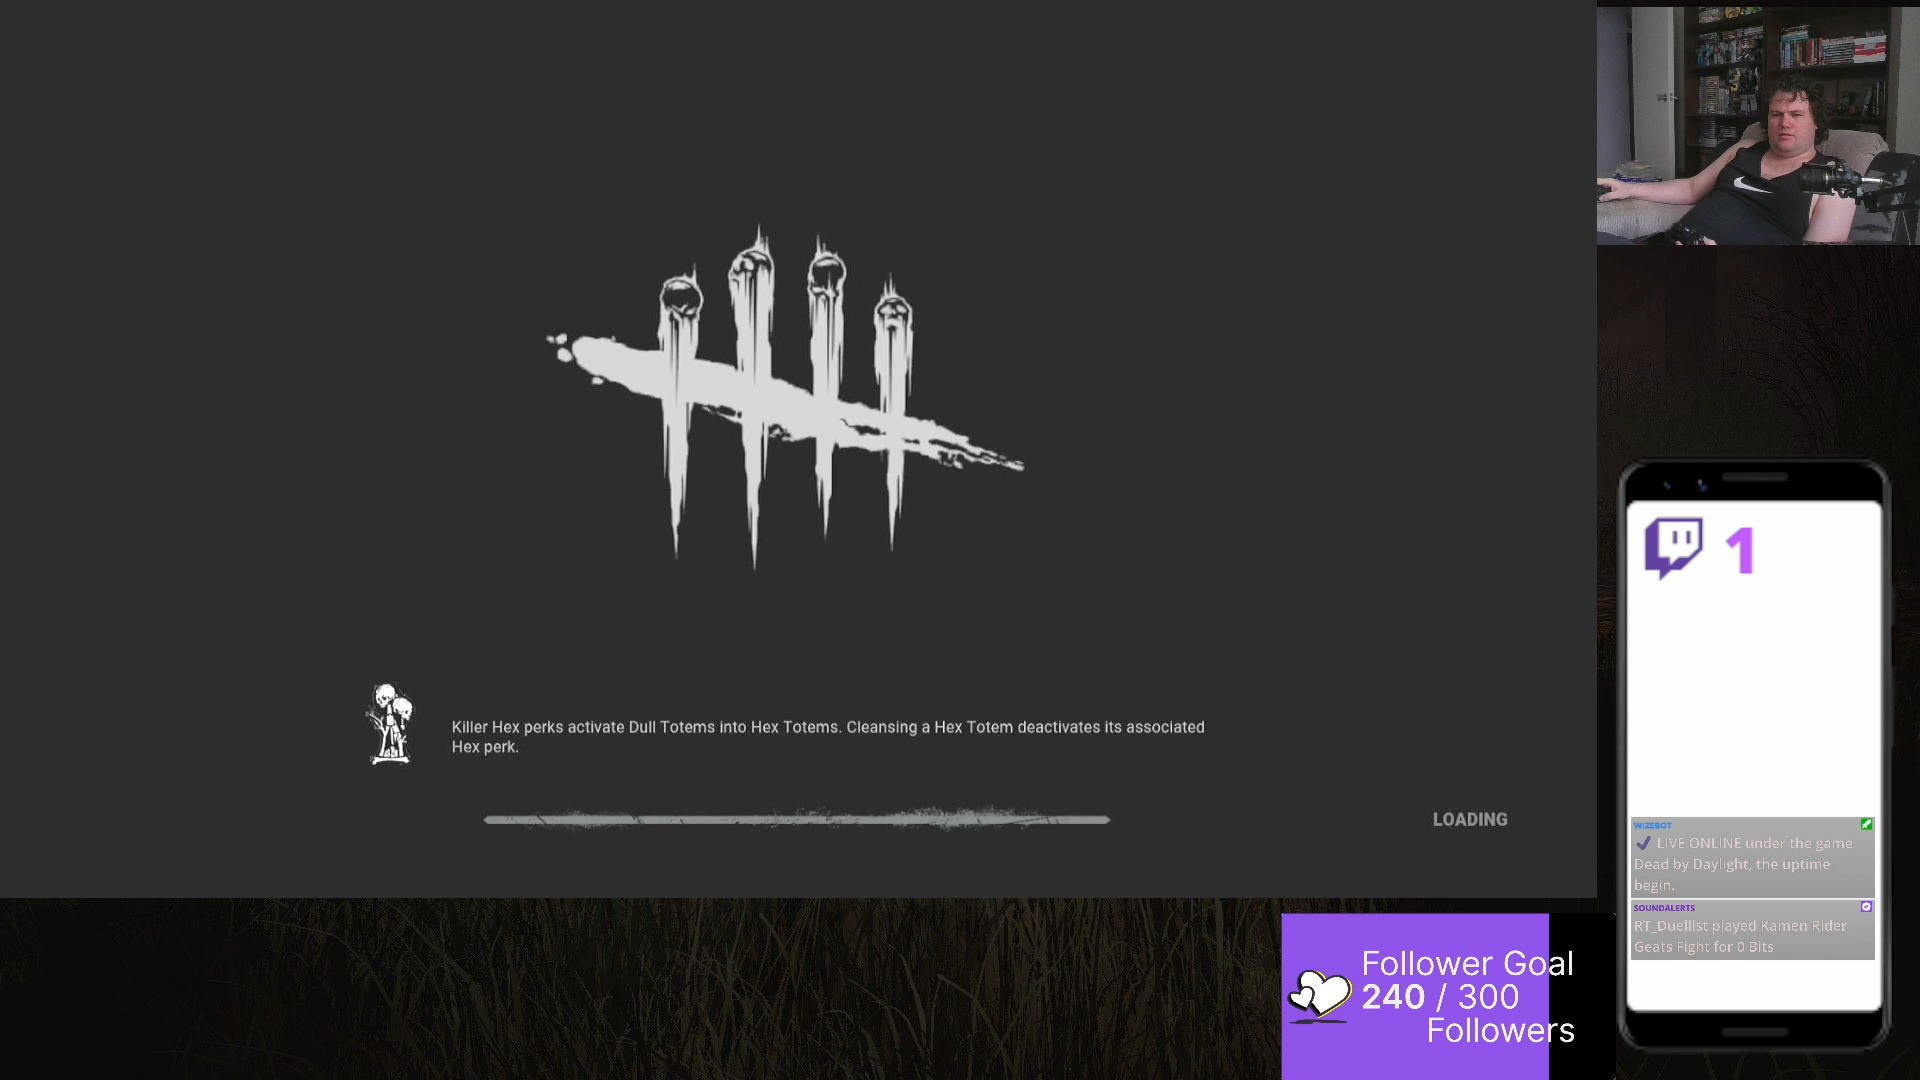 Killer Hex perks activate Dull Totems into Hex Totems. Cleansing a Hex Totem deactivates its associated
Hex perk.
LOADING
1
WIZEBOT
LIVE ONLINE under the game
Dead by Daylight, the uptime
begin.
SOUNDALERTS
RT_Duellist played Kamen Rider
Geats Fight for 0 Bits
Follower Goal
240 / 300
Followers